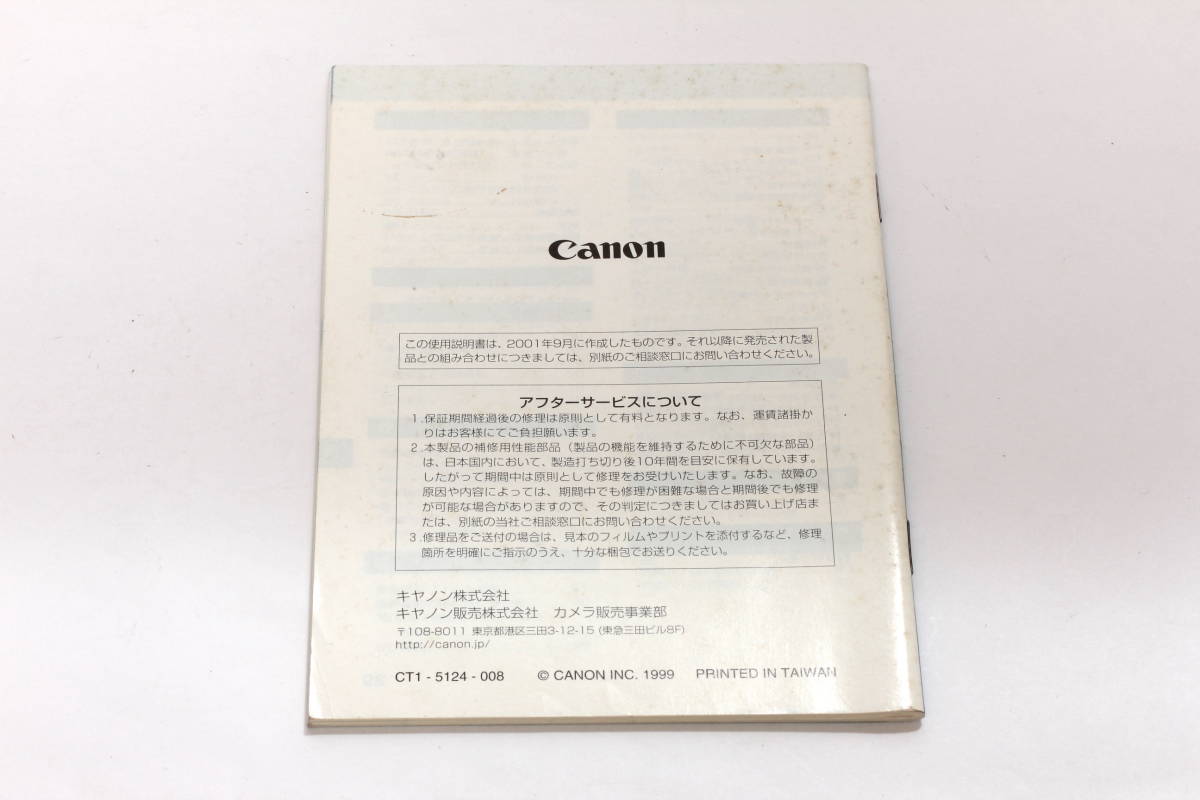 Canon
この使用説明書は、2001年9月に作成したものです。それ以降に発売された製
品との組み合わせにつきましては、別紙のご相談窓口にお問い合わせください。
アフターサービスについて
1.保証期間経過後の修理は原則として有料となります。なお、運賃諸掛か
りはお客様にてご負担願います。
2.本製品の補修用性能部品（製品の機能を維持するために不可欠な部品）
は、日本国内において、製造打ち切り後10年間を目安に保有しています。
したがって期間中は原則として修理をお受けいたします。なお、故障の
原因や内容によっては、期間中でも修理が困難な場合と期間後でも修理
が可能な場合がありますので、その判定につきましてはお買い上げ店ま
たは、別紙の当社ご相談窓口にお問い合わせください。
3.修理品をご送付の場合は、見本のフィルムやプリントを添付するなど、修理
箇所を明確にご指示のうえ、十分な梱包でお送りください。
キヤノン株式会社
キヤノン販売株式会社　カメラ販売事業部
〒108-8011 東京都港区三田3-12-15 (東急三田ビル8F)
http://canon.jp/
CT1 - 5124 - 008 © CANON INC. 1999 PRINTED IN TAIWAN